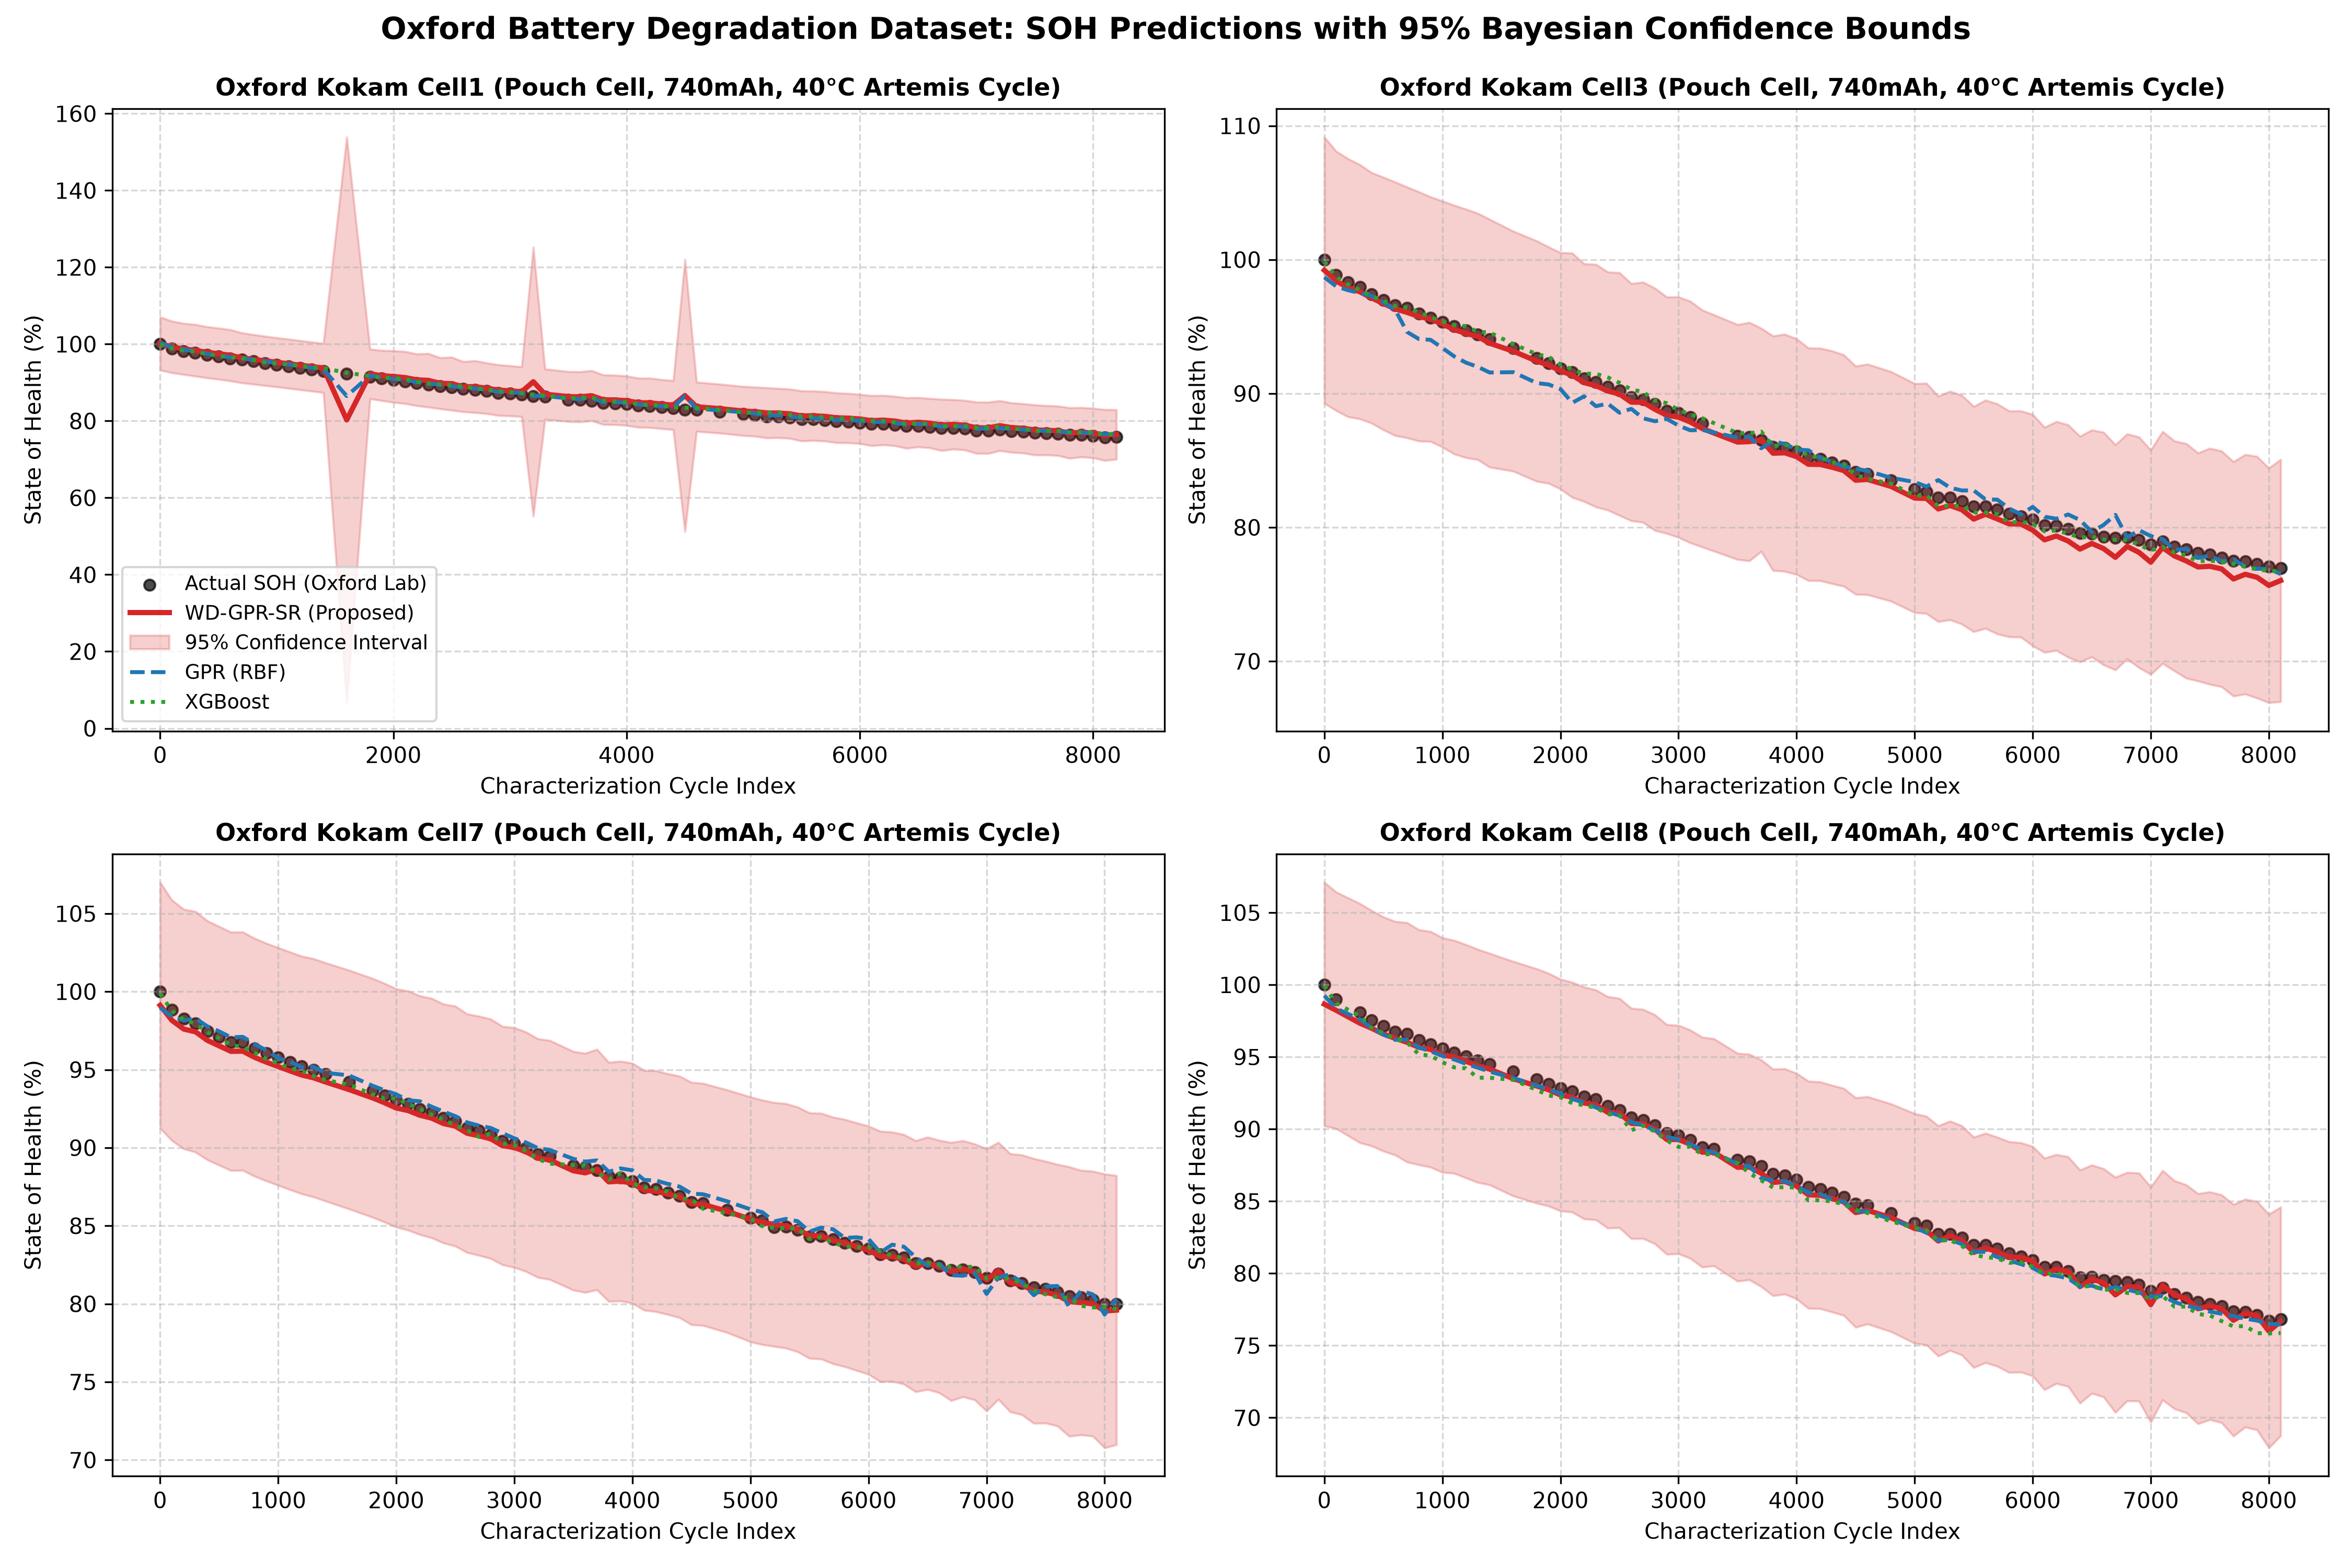 Oxford Battery Degradation Dataset: SOH Predictions with 95% Bayesian Confidence Bounds
Oxford Kokam Cell1 (Pouch Cell, 740mAh, 40°C Artemis Cycle)
160
140
120
100
80
60
40
20
0
State of Health (%)
Actual SOH (Oxford Lab)
WD-GPR-SR (Proposed)
95% Confidence Interval
GPR (RBF)
XGBoost
0 2000 4000 6000 8000
Characterization Cycle Index
Oxford Kokam Cell3 (Pouch Cell, 740mAh, 40°C Artemis Cycle)
110
100
90
80
70
State of Health (%)
0 1000 2000 3000 4000 5000 6000 7000 8000
Characterization Cycle Index
Oxford Kokam Cell7 (Pouch Cell, 740mAh, 40°C Artemis Cycle)
105
100
95
90
85
80
75
70
State of Health (%)
0 1000 2000 3000 4000 5000 6000 7000 8000
Characterization Cycle Index
Oxford Kokam Cell8 (Pouch Cell, 740mAh, 40°C Artemis Cycle)
105
100
95
90
85
80
75
70
State of Health (%)
0 1000 2000 3000 4000 5000 6000 7000 8000
Characterization Cycle Index